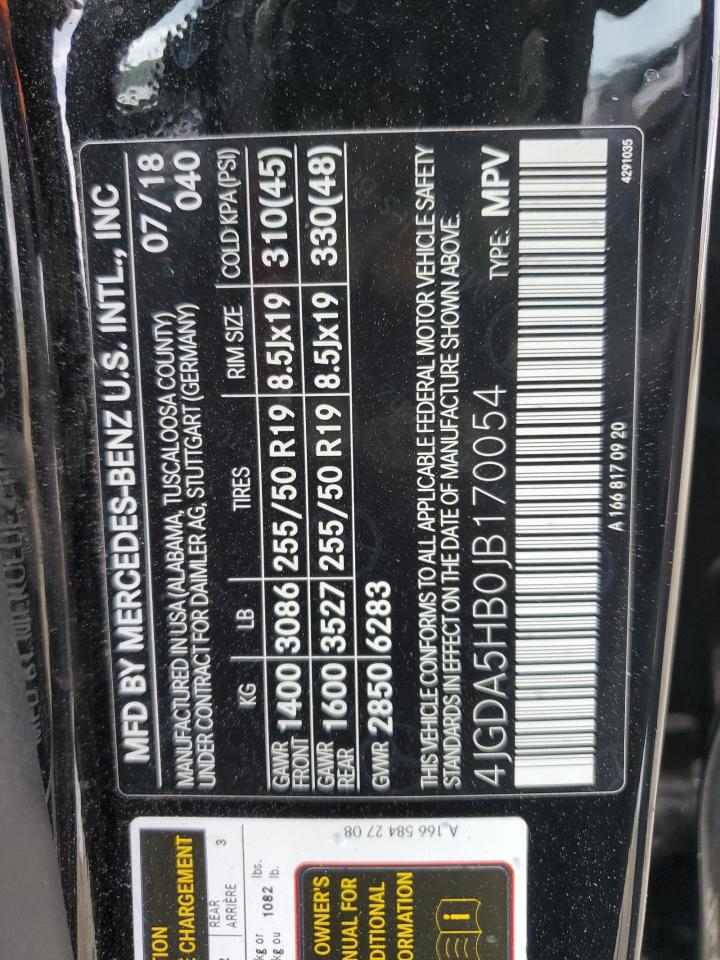 MFD BY MERCEDES-BENZ U.S. INTL., INC
07/18
MANUFACTURED IN USA (ALABAMA, TUSCALOOSA COUNTY)
UNDER CONTRACT FOR DAIMLER AG, STUTTGART (GERMANY)
040
KG LB TIRES RIM SIZE COLD KPA (PSI)
GAWR FRONT 1400 3086 255/50 R19 8.5Jx19 310(45)
GAWR REAR 1600 3527 255/50 R19 8.5Jx19 330(48)
GVWR 2850 6283
THIS VEHICLE CONFORMS TO ALL APPLICABLE FEDERAL MOTOR VEHICLE SAFETY
STANDARDS IN EFFECT ON THE DATE OF MANUFACTURE SHOWN ABOVE.
4JGDA5HB0JB170054 TYPE: MPV
A 166 817 09 20
4291035
A 166 584 27 08
CHARGEMENT
REAR
ARRIÈRE
3
kg or 1082 lbs.
kg ou lb.
OWNER'S
FOR